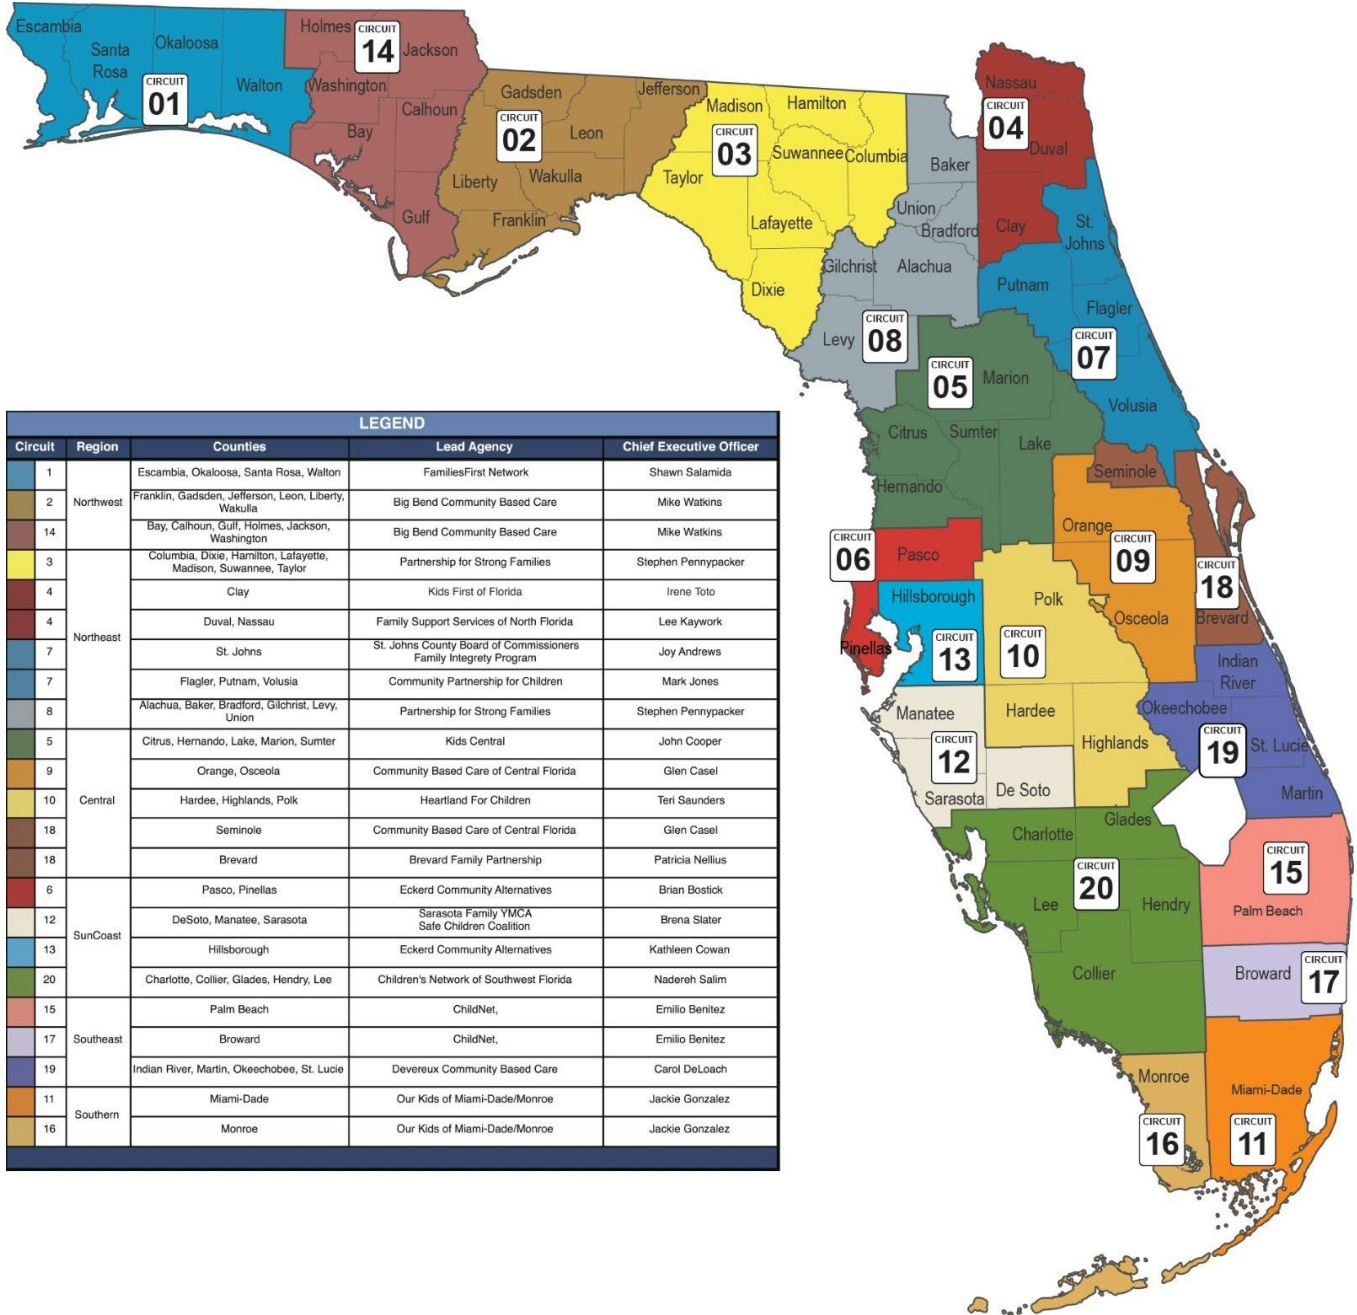 Escambia
Santa
Rosa
Okaloosa
Walton
CIRCUIT
01
Holmes
CIRCUIT
14
Jackson
Washington
Calhoun
Bay
Gulf
Gadsden
Jefferson
CIRCUIT
02
Leon
Liberty
Wakulla
Franklin
Madison
Hamilton
CIRCUIT
03
Suwannee
Columbia
Taylor
Lafayette
Dixie
Nassau
CIRCUIT
04
Duval
Clay
Baker
Union
Bradford
Gilchrist
Alachua
Levy
CIRCUIT
08
St.
Johns
Putnam
Flagler
CIRCUIT
07
Volusia
CIRCUIT
05
Marion
Citrus
Sumter
Lake
Hernando
Seminole
Orange
CIRCUIT
09
Osceola
CIRCUIT
18
Brevard
CIRCUIT
06
Pasco
Pinellas
Hillsborough
CIRCUIT
13
Polk
CIRCUIT
10
Hardee
Highlands
Manatee
CIRCUIT
12
Sarasota
De Soto
Indian
River
Okeechobee
CIRCUIT
19
St. Lucie
Martin
Charlotte
Glades
CIRCUIT
20
Lee
Hendry
Collier
CIRCUIT
15
Palm Beach
Broward
CIRCUIT
17
Monroe
CIRCUIT
16
Miami-Dade
CIRCUIT
11
LEGEND
Circuit Region Counties Lead Agency Chief Executive Officer
Northwest
1 Escambia, Okaloosa, Santa Rosa, Walton FamiliesFirst Network Shawn Salamida
2 Franklin, Gadsden, Jefferson, Leon, Liberty,
Wakulla Big Bend Community Based Care Mike Watkins
14 Bay, Calhoun, Gulf, Holmes, Jackson,
Washington Big Bend Community Based Care Mike Watkins
Northeast
3 Columbia, Dixie, Hamilton, Lafayette,
Madison, Suwannee, Taylor Partnership for Strong Families Stephen Pennypacker
4 Clay Kids First of Florida Irene Toto
4 Duval, Nassau Family Support Services of North Florida Lee Kaywork
7 St. Johns St. Johns County Board of Commissioners
Family Integrety Program Joy Andrews
7 Flagler, Putnam, Volusia Community Partnership for Children Mark Jones
8 Alachua, Baker, Bradford, Gilchrist, Levy,
Union Partnership for Strong Families Stephen Pennypacker
Central
5 Citrus, Hernando, Lake, Marion, Sumter Kids Central John Cooper
9 Orange, Osceola Community Based Care of Central Florida Glen Casel
10 Hardee, Highlands, Polk Heartland For Children Teri Saunders
18 Seminole Community Based Care of Central Florida Glen Casel
18 Brevard Brevard Family Partnership Patricia Nellius
SunCoast
6 Pasco, Pinellas Eckerd Community Alternatives Brian Bostick
12 DeSoto, Manatee, Sarasota Sarasota Family YMCA
Safe Children Coalition Brena Slater
13 Hillsborough Eckerd Community Alternatives Kathleen Cowan
20 Charlotte, Collier, Glades, Hendry, Lee Children's Network of Southwest Florida Nadereh Salim
Southeast
15 Palm Beach ChildNet, Emilio Benitez
17 Broward ChildNet, Emilio Benitez
19 Indian River, Martin, Okeechobee, St. Lucie Devereux Community Based Care Carol DeLoach
Southern
11 Miami-Dade Our Kids of Miami-Dade/Monroe Jackie Gonzalez
16 Monroe Our Kids of Miami-Dade/Monroe Jackie Gonzalez